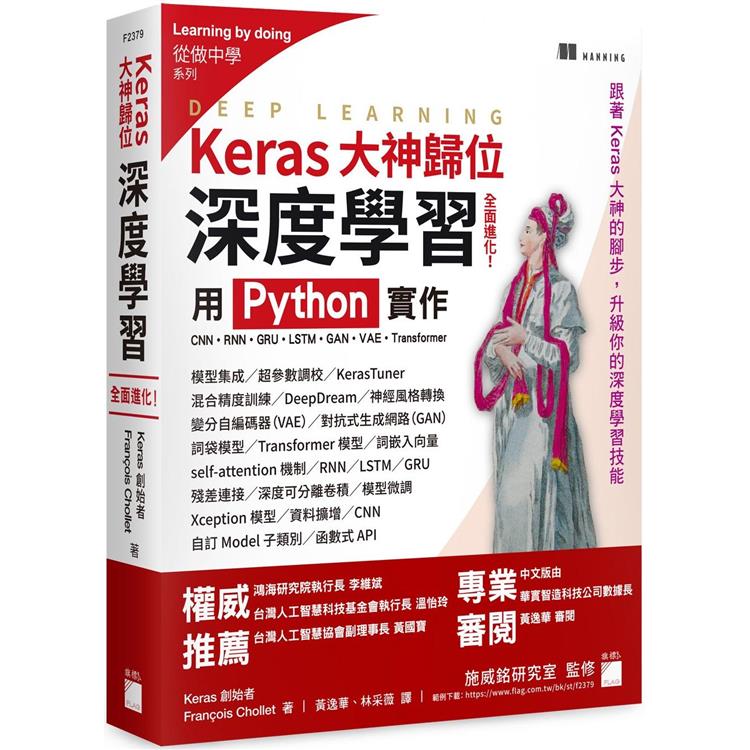 F2379
Keras
大神歸位
深度學習
全面進化!
Keras 創始者
François Chollet 著
旗標
FLAG
Learning by doing
從做中學
系列
MANNING
DEEP LEARNING
Keras 大神歸位
深度學習
全面進化!
用 Python 實作
CNN・RNN・GRU・LSTM・GAN・VAE・Transformer
跟著 Keras 大神的腳步,升級你的深度學習技能
模型集成/超參數調校/KerasTuner
混合精度訓練/DeepDream/神經風格轉換
變分自編碼器(VAE)/對抗式生成網路(GAN)
詞袋模型/Transformer 模型/詞嵌入向量
self-attention 機制/RNN/LSTM/GRU
殘差連接/深度可分離卷積/模型微調
Xception 模型/資料擴增/CNN
自訂 Model 子類別/函數式 API
權威推薦
鴻海研究院執行長 李維斌
台灣人工智慧科技基金會執行長 溫怡玲
台灣人工智慧協會副理事長 黃國寶
專業審閱
中文版由
華實智造科技公司數據長
黃逸華 審閱
施威銘研究室 監修
Keras 創始者
François Chollet 著 | 黃逸華、林采薇 譯 | 範例下載:https://www.flag.com.tw/bk/st/f2379
旗標
FLAG